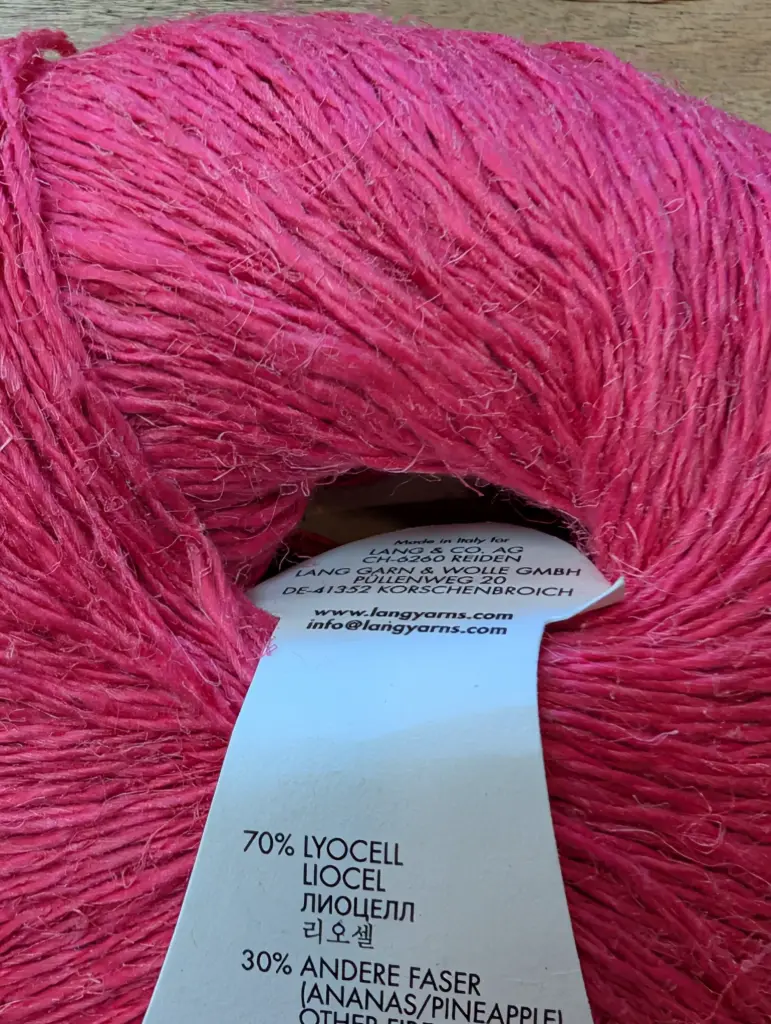 Made in Italy for
LANG & CO. AG
CH-6260 REIDEN
LANG GARN & WOLLE GMBH
PÜLLENWEG 20
DE-41352 KORSCHENBROICH
www.langyarns.com
info@langyarns.com
70% LYOCELL
LIOCEL
ЛИОЦЕЛЛ
리오셀
30% ANDERE FASER
(ANANAS/PINEAPPLE)
OTHER